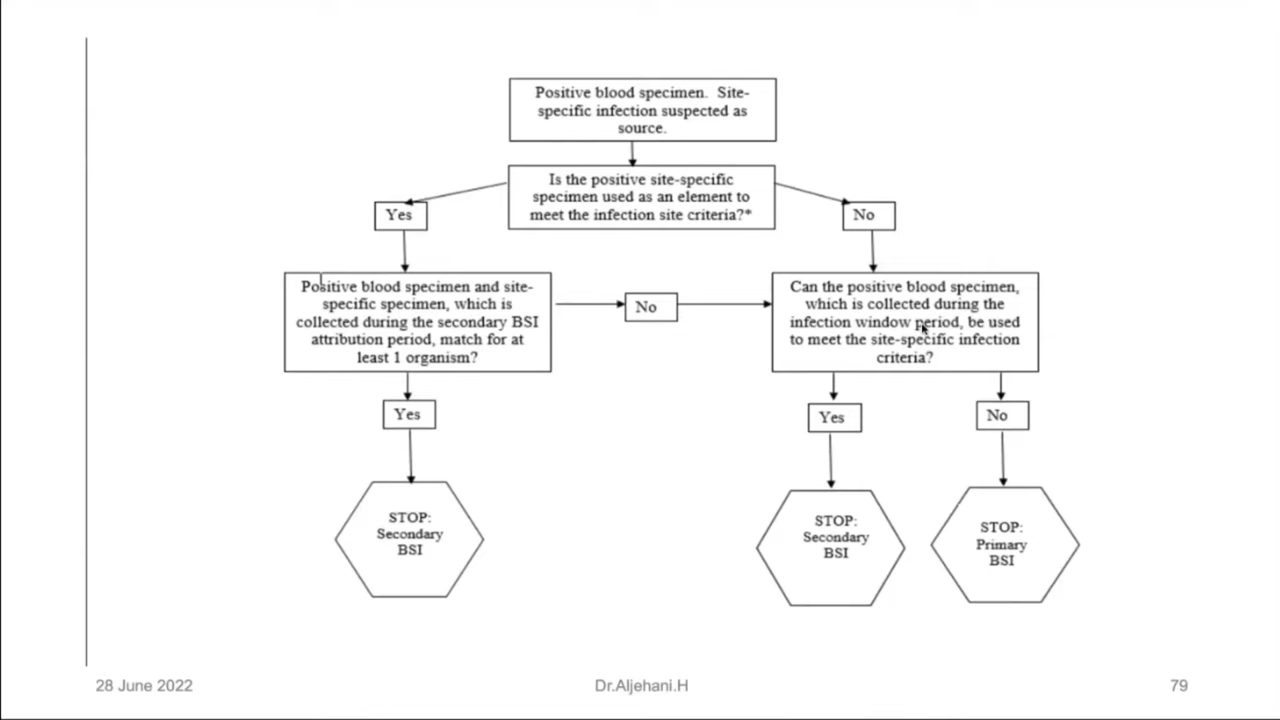 Positive blood specimen. Site-
specific infection suspected as
source.
Is the positive site-specific
specimen used as an element to
meet the infection site criteria?*
Yes
No
Positive blood specimen and site-
specific specimen, which is
collected during the secondary BSI
attribution period, match for at
least 1 organism?
No
Can the positive blood specimen,
which is collected during the
infection window period, be used
to meet the site-specific infection
criteria?
Yes
Yes
No
STOP:
Secondary
BSI
STOP:
Secondary
BSI
STOP:
Primary
BSI
28 June 2022
Dr.Aljehani.H
79